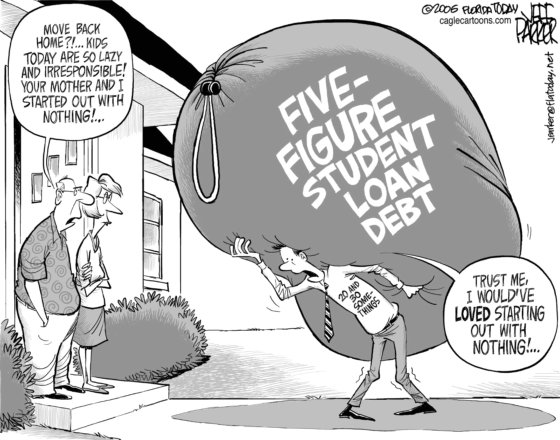 ©2005 FLORIDA TODAY
caglecartoons.com
JEFF
PARKER
jparker@flatoday.net
MOVE BACK
HOME?!... KIDS
TODAY ARE SO LAZY
AND IRRESPONSIBLE!
YOUR MOTHER AND I
STARTED OUT WITH
NOTHING!...
FIVE-
FIGURE
STUDENT
LOAN
DEBT
20 AND
30 SOME-
THINGS
TRUST ME,
I WOULD'VE
LOVED STARTING
OUT WITH
NOTHING!...